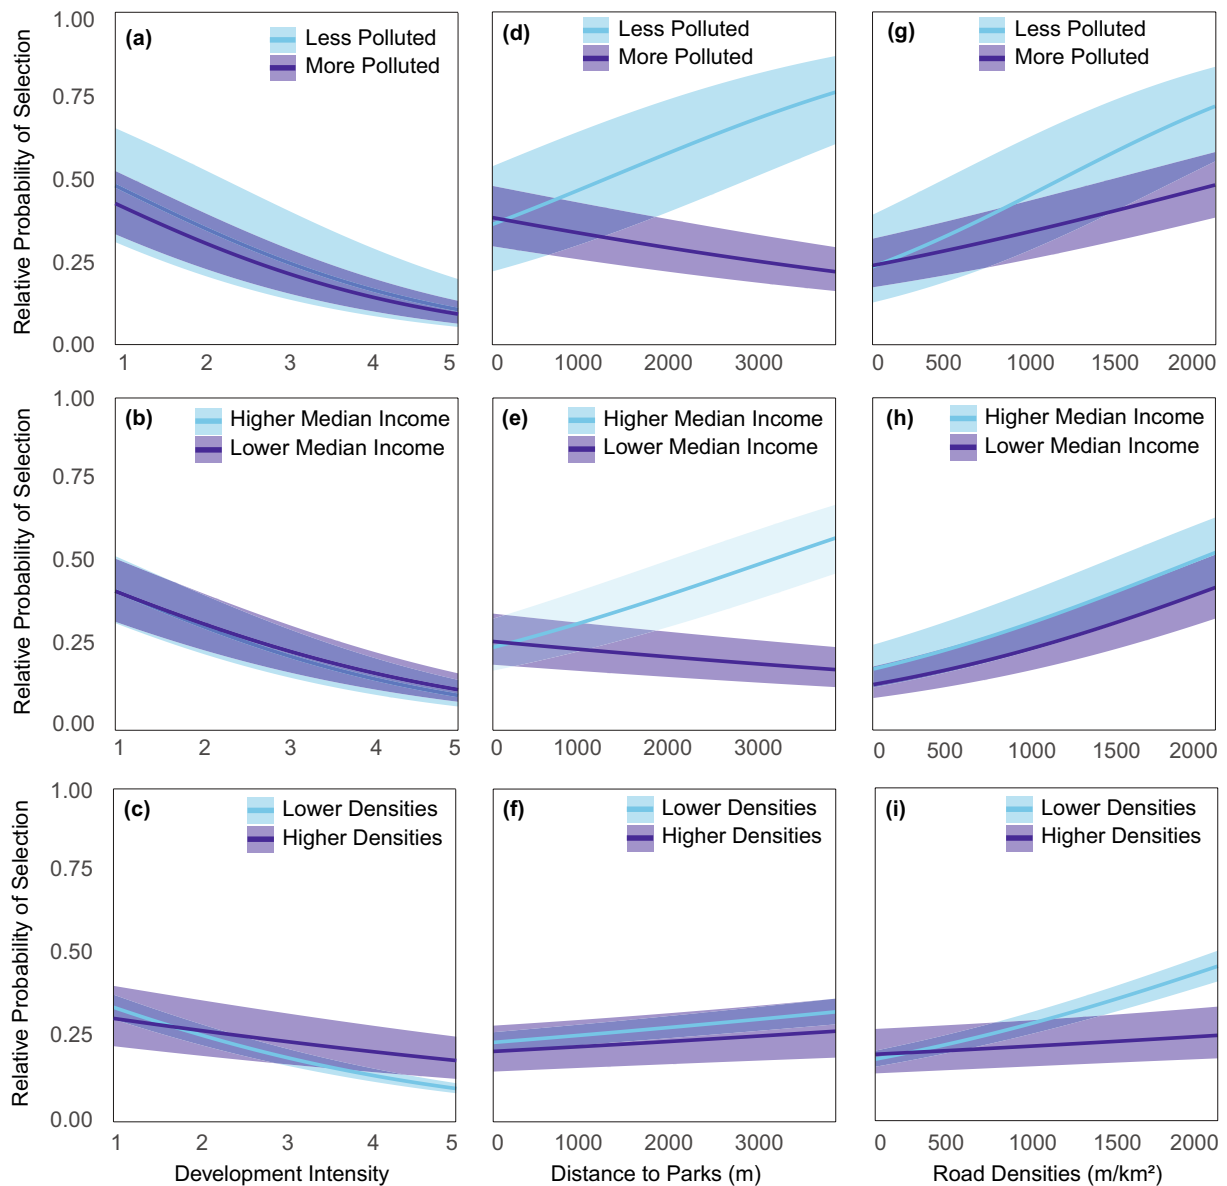 Relative Probability of Selection
1.00
0.75
0.50
0.25
0.00
(a)
Less Polluted
More Polluted
1 2 3 4 5
(d)
Less Polluted
More Polluted
0 1000 2000 3000
(g)
Less Polluted
More Polluted
0 500 1000 1500 2000
Relative Probability of Selection
1.00
0.75
0.50
0.25
0.00
(b)
Higher Median Income
Lower Median Income
1 2 3 4 5
(e)
Higher Median Income
Lower Median Income
0 1000 2000 3000
(h)
Higher Median Income
Lower Median Income
0 500 1000 1500 2000
Relative Probability of Selection
1.00
0.75
0.50
0.25
0.00
(c)
Lower Densities
Higher Densities
1 2 3 4 5
Development Intensity
(f)
Lower Densities
Higher Densities
0 1000 2000 3000
Distance to Parks (m)
(i)
Lower Densities
Higher Densities
0 500 1000 1500 2000
Road Densities (m/km²)